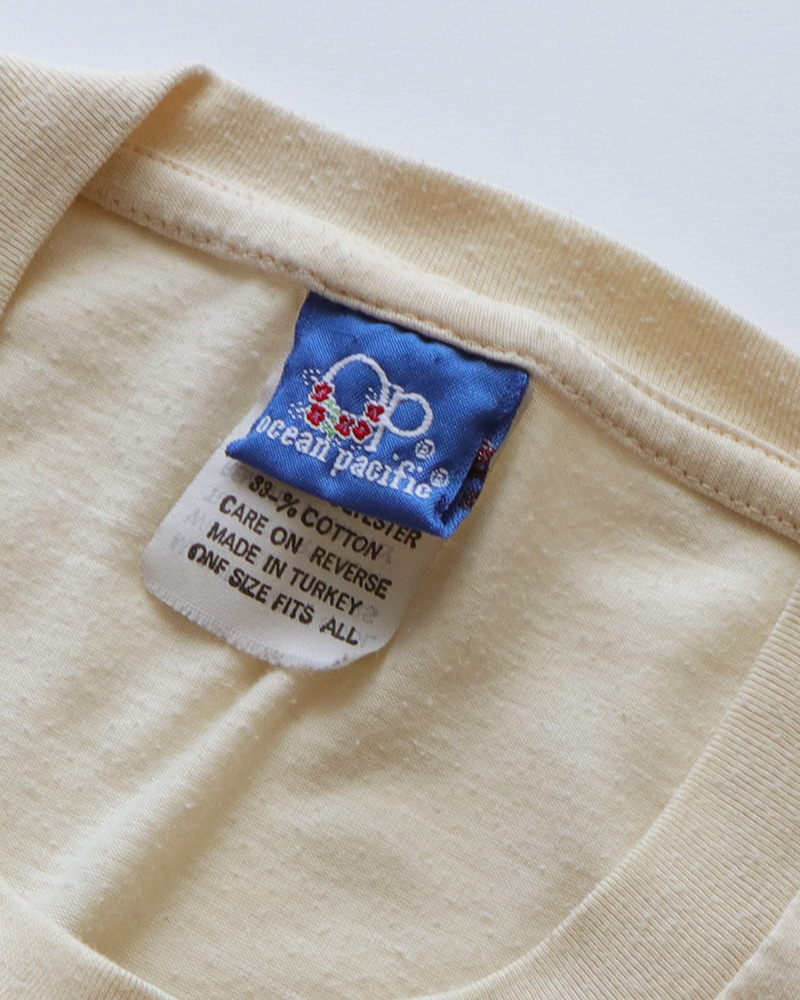 Op
ocean pacific®
33-% COTTON
CARE ON REVERSE
MADE IN TURKEY
ONE SIZE FITS ALL